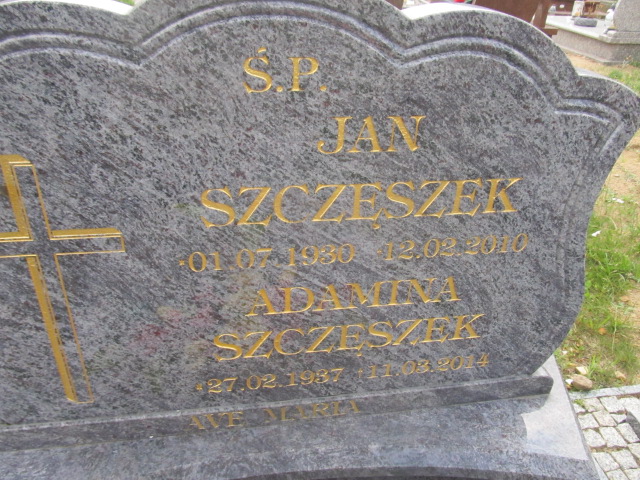 Ś.P.
JAN
SZCZĘSZEK
*01.07.1930 +12.02.2010
ADAMINA
SZCZĘSZEK
*27.02.1937 +11.03.2014
AVE MARIA